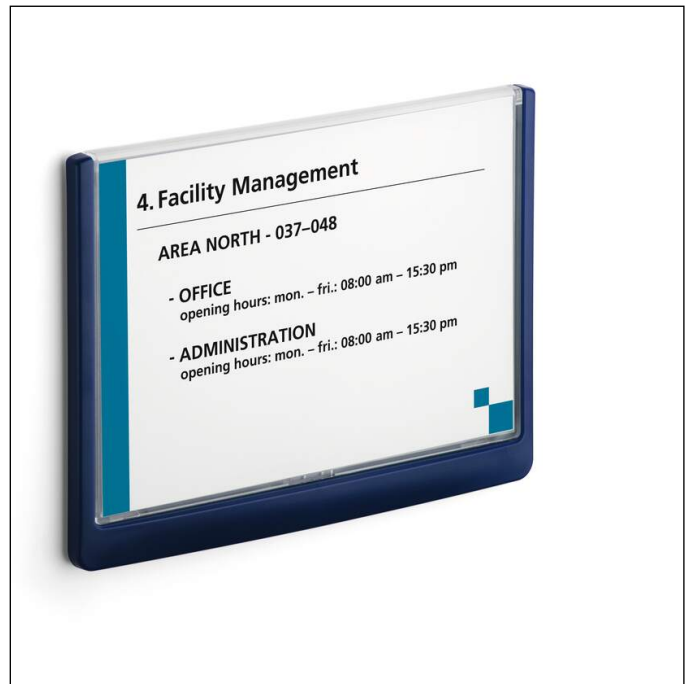 4. Facility Management
AREA NORTH - 037–048
- OFFICE
opening hours: mon. – fri.: 08:00 am – 15:30 pm
- ADMINISTRATION
opening hours: mon. – fri.: 08:00 am – 15:30 pm